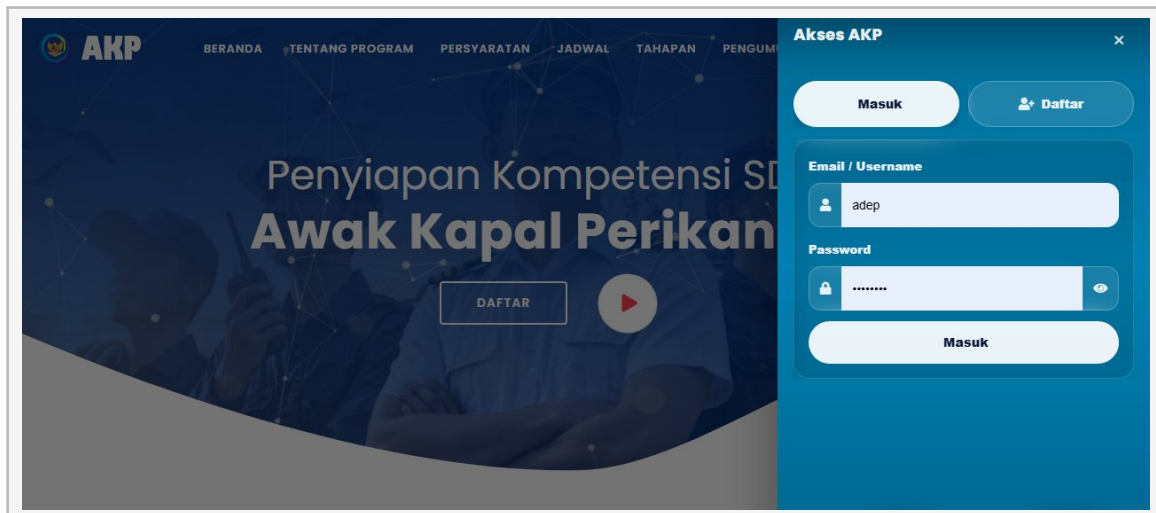 AKP
BERANDA TENTANG PROGRAM PERSYARATAN JADWAL TAHAPAN PENGUM
Penyiapan Kompetensi SD
Awak Kapal Perikan
DAFTAR
Akses AKP
Masuk Daftar
Email / Username
adep
Password
Masuk